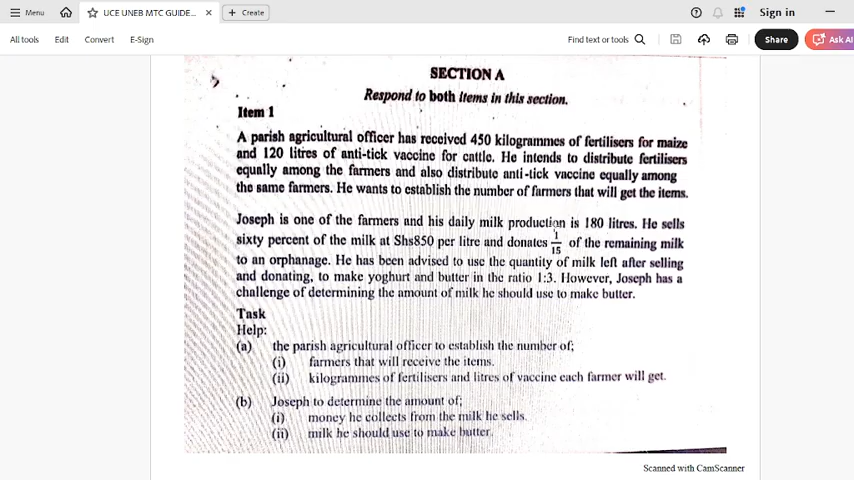 Menu
UCE UNEB MTC GUIDE... ×
+ Create
Sign in
All tools Edit Convert E-Sign
Find text or tools
Share
Ask AI
SECTION A
Respond to both items in this section.
Item 1
A parish agricultural officer has received 450 kilogrammes of fertilisers for maize
and 120 litres of anti-tick vaccine for cattle. He intends to distribute fertilisers
equally among the farmers and also distribute anti-tick vaccine equally among
the same farmers. He wants to establish the number of farmers that will get the items.
Joseph is one of the farmers and his daily milk production is 180 litres. He sells
sixty percent of the milk at Shs850 per litre and donates 1/15 of the remaining milk
to an orphanage. He has been advised to use the quantity of milk left after selling
and donating, to make yoghurt and butter in the ratio 1:3. However, Joseph has a
challenge of determining the amount of milk he should use to make butter.
Task
Help:
(a) the parish agricultural officer to establish the number of;
(i) farmers that will receive the items.
(ii) kilogrammes of fertilisers and litres of vaccine each farmer will get.
(b) Joseph to determine the amount of;
(i) money he collects from the milk he sells.
(ii) milk he should use to make butter.
Scanned with CamScanner